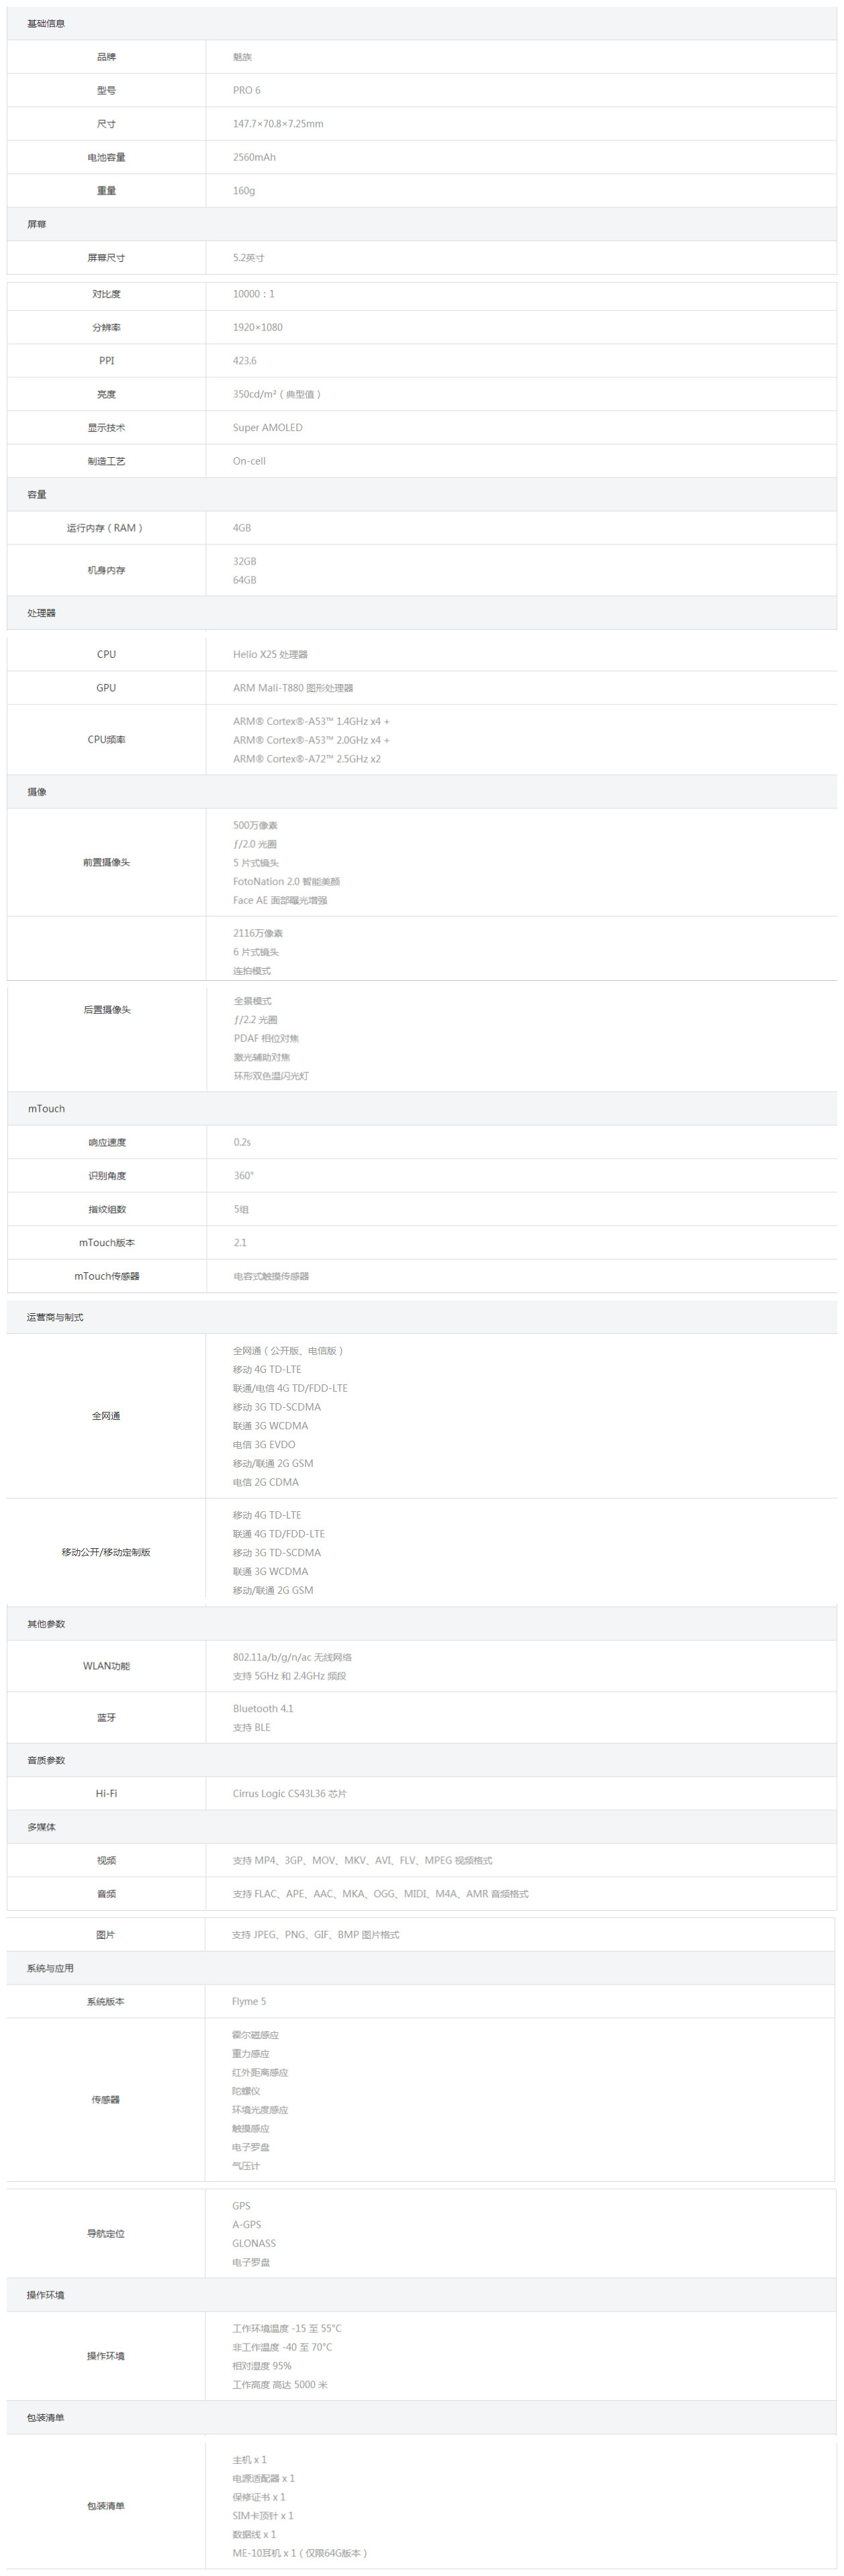 基础信息
品牌
魅族
型号
PRO 6
尺寸
147.7×70.8×7.25mm
电池容量
2560mAh
重量
160g
屏幕
屏幕尺寸
5.2英寸
对比度
10000：1
分辨率
1920×1080
PPI
423.6
亮度
350cd/m²（典型值）
显示技术
Super AMOLED
制造工艺
On-cell
容量
运行内存（RAM）
4GB
机身内存
32GB
64GB
处理器
CPU
Helio X25 处理器
GPU
ARM Mali-T880 图形处理器
CPU频率
ARM® Cortex®-A53™ 1.4GHz x4 +
ARM® Cortex®-A53™ 2.0GHz x4 +
ARM® Cortex®-A72™ 2.5GHz x2
摄像
前置摄像头
500万像素
ƒ/2.0 光圈
5 片式镜头
FotoNation 2.0 智能美颜
Face AE 面部曝光增强
2116万像素
6 片式镜头
连拍模式
后置摄像头
全景模式
ƒ/2.2 光圈
PDAF 相位对焦
激光辅助对焦
环形双色温闪光灯
mTouch
响应速度
0.2s
识别角度
360°
指纹组数
5组
mTouch版本
2.1
mTouch传感器
电容式触摸传感器
运营商与制式
全网通
全网通（公开版、电信版）
移动 4G TD-LTE
联通/电信 4G TD/FDD-LTE
移动 3G TD-SCDMA
联通 3G WCDMA
电信 3G EVDO
移动/联通 2G GSM
电信 2G CDMA
移动公开/移动定制版
移动 4G TD-LTE
联通 4G TD/FDD-LTE
移动 3G TD-SCDMA
联通 3G WCDMA
移动/联通 2G GSM
其他参数
WLAN功能
802.11a/b/g/n/ac 无线网络
支持 5GHz 和 2.4GHz 频段
蓝牙
Bluetooth 4.1
支持 BLE
音质参数
Hi-Fi
Cirrus Logic CS43L36 芯片
多媒体
视频
支持 MP4、3GP、MOV、MKV、AVI、FLV、MPEG 视频格式
音频
支持 FLAC、APE、AAC、MKA、OGG、MIDI、M4A、AMR 音频格式
图片
支持 JPEG、PNG、GIF、BMP 图片格式
系统与应用
系统版本
Flyme 5
传感器
霍尔磁感应
重力感应
红外距离感应
陀螺仪
环境光度感应
触摸感应
电子罗盘
气压计
导航定位
GPS
A-GPS
GLONASS
电子罗盘
操作环境
操作环境
工作环境温度 -15 至 55°C
非工作温度 -40 至 70°C
相对湿度 95%
工作高度 高达 5000 米
包装清单
包装清单
主机 x 1
电源适配器 x 1
保修证书 x 1
SIM卡顶针 x 1
数据线 x 1
ME-10耳机 x 1（仅限64G版本）